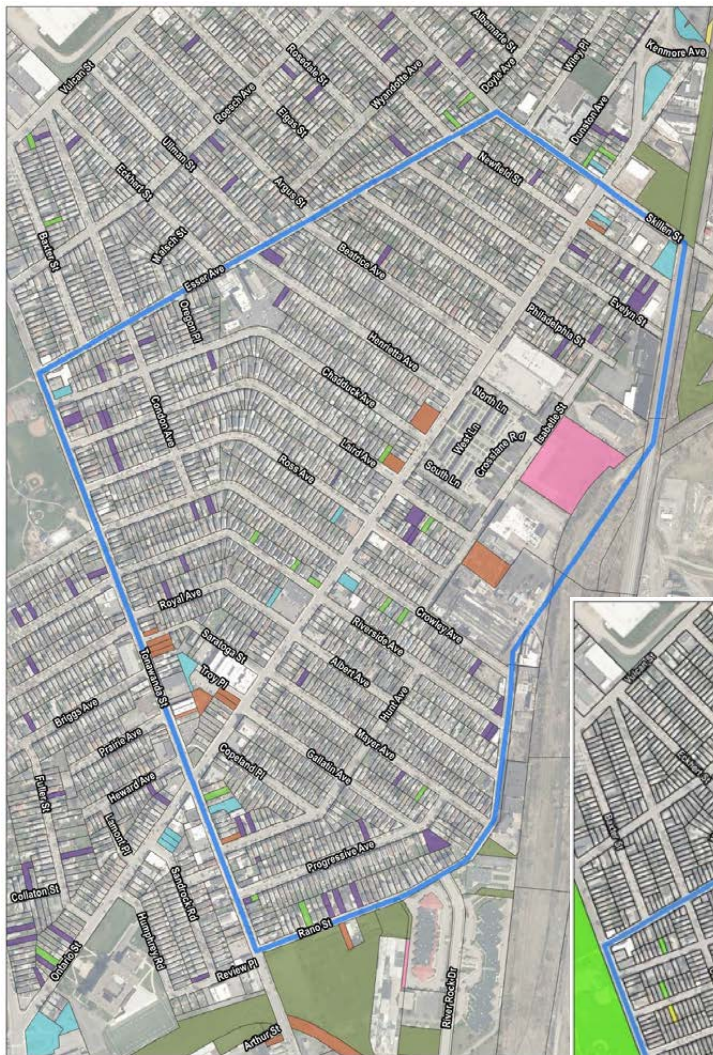 Albemarle St
Kenmore Ave
Wiley Pl
Doyle Ave
Rosedale St
Wyandotte Ave
Vulcan St
Roesch Ave
Dunston Ave
Elgas St
Ullman St
Newfield St
Eckhert St
Argus St
Skillen St
Baxter St
Malsch St
Beatrice Ave
Esser Ave
Evelyn St
Oregon Pl
Philadelphia St
Henrietta Ave
Chadduck Ave
North Ln
Condon Ave
West Ln
Isabelle St
Crosslane Rd
Laird Ave
South Ln
Ross Ave
Royal Ave
Crowley Ave
Riverside Ave
Saratoga St
Tonawanda St
Troy Pl
Albert Ave
Hunt Ave
Briggs Ave
Mayer Ave
Prairie Ave
Copeland Pl
Gallatin Ave
Heward Ave
Fuller St
Lamont Pl
Progressive Ave
Collaton St
Sandrock Rd
Rano St
Humphrey Rd
Ontario St
Review Pl
River Rock Dr
Arthur St
Vulcan St
Eckhert St
Baxter St